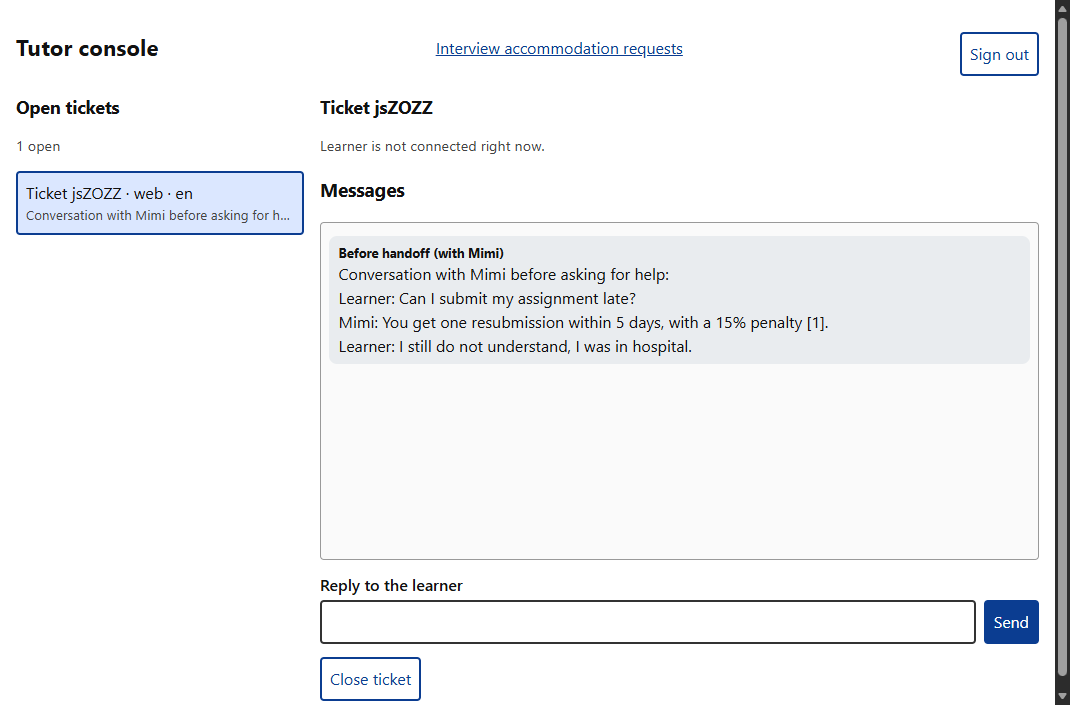 Tutor console
Interview accommodation requests
Sign out
Open tickets
1 open
Ticket jsZOZZ · web · en
Conversation with Mimi before asking for h...
Ticket jsZOZZ
Learner is not connected right now.
Messages
Before handoff (with Mimi)
Conversation with Mimi before asking for help:
Learner: Can I submit my assignment late?
Mimi: You get one resubmission within 5 days, with a 15% penalty [1].
Learner: I still do not understand, I was in hospital.
Reply to the learner
Send
Close ticket